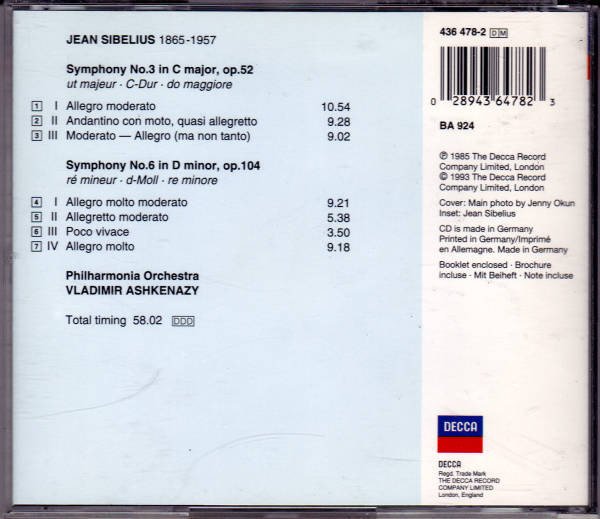 JEAN SIBELIUS 1865-1957
Symphony No.3 in C major, op.52
ut majeur · C-Dur · do maggiore
1 I Allegro moderato 10.54
2 II Andantino con moto, quasi allegretto 9.28
3 III Moderato — Allegro (ma non tanto) 9.02
Symphony No.6 in D minor, op.104
ré mineur · d-Moll · re minore
4 I Allegro molto moderato 9.21
5 II Allegretto moderato 5.38
6 III Poco vivace 3.50
7 IV Allegro molto 9.18
Philharmonia Orchestra
VLADIMIR ASHKENAZY
Total timing 58.02 DDD
436 478-2 DM
0 28943 64782 3
BA 924
℗ 1985 The Decca Record
Company Limited, London
© 1993 The Decca Record
Company Limited, London
Cover: Main photo by Jenny Okun
Inset: Jean Sibelius
CD is made in Germany
Printed in Germany/Imprimé
en Allemagne. Made in Germany
Booklet enclosed · Brochure
incluse · Mit Beiheft · Note incluse
DECCA
DECCA
Regd. Trade Mark
THE DECCA RECORD
COMPANY LIMITED
London, England